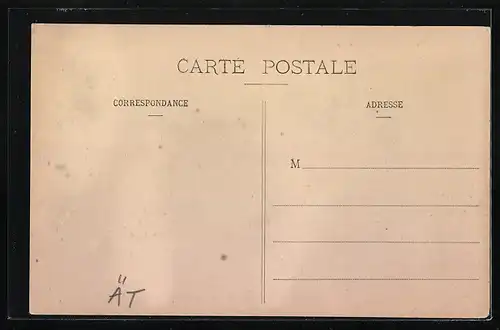 CARTE POSTALE
CORRESPONDANCE
ADRESSE
M
ÄT